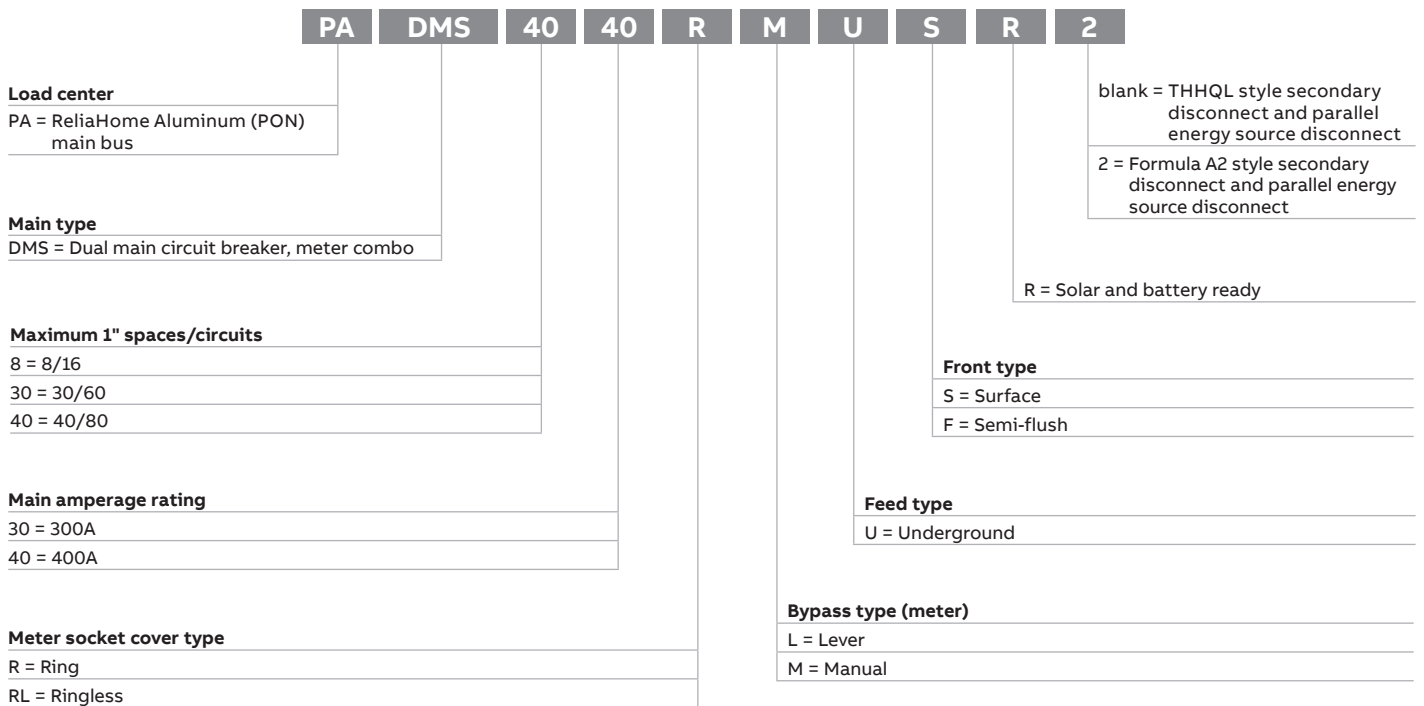 PA DMS 40 40 R M U S R 2
Load center
PA = ReliaHome Aluminum (PON)
main bus
Main type
DMS = Dual main circuit breaker, meter combo
Maximum 1" spaces/circuits
8 = 8/16
30 = 30/60
40 = 40/80
Main amperage rating
30 = 300A
40 = 400A
Meter socket cover type
R = Ring
RL = Ringless
blank = THHQL style secondary
disconnect and parallel
energy source disconnect
2 = Formula A2 style secondary
disconnect and parallel energy
source disconnect
R = Solar and battery ready
Front type
S = Surface
F = Semi-flush
Feed type
U = Underground
Bypass type (meter)
L = Lever
M = Manual